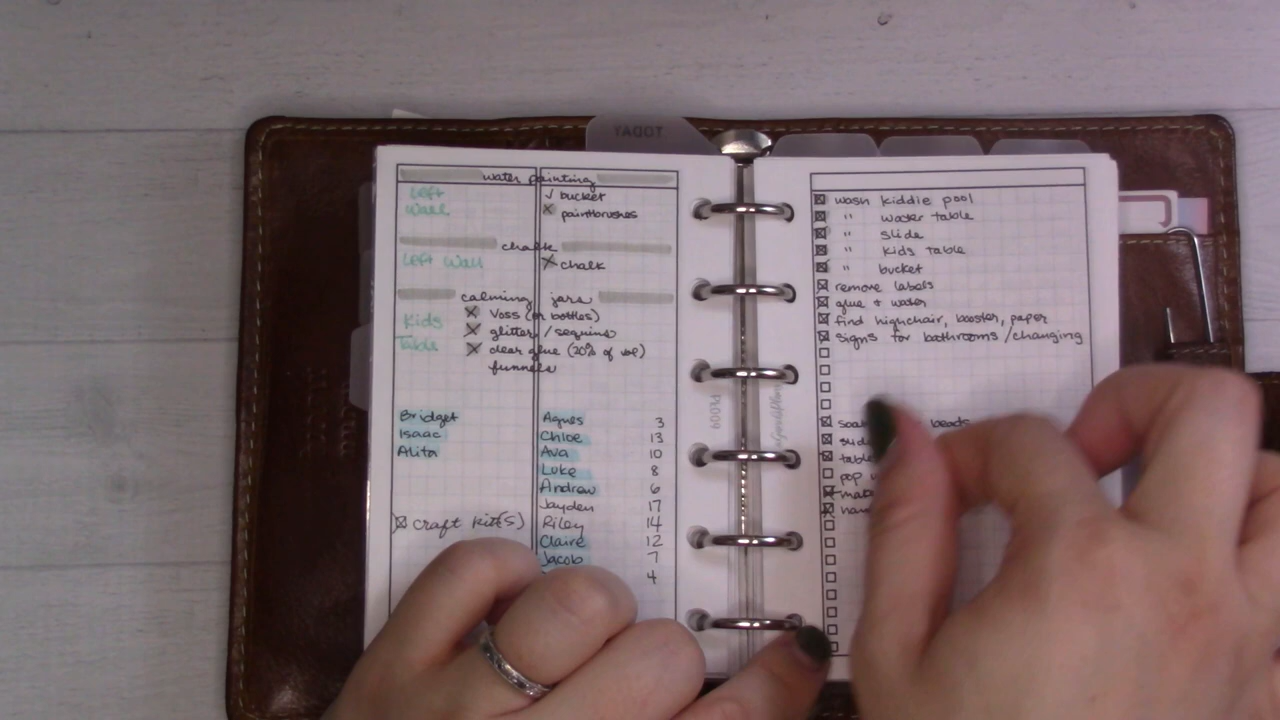 TODAY
water painting
Left
Wall
√ bucket
☒ paintbrushes
chalk
Left Wall
☒ chalk
calming jars
Kids
Table
☒ Voss (or bottles)
☒ glitter/sequins
☒ clear glue (20% of vol)
funnels
Bridget
Isaac
Alita
Agnes 3
Chloe 13
Ava 10
Luke 8
Andrew 6
Jayden 17
Riley 14
Claire 12
Jacob 7
4
☒ craft kit(s)
PL009
☒ wash kiddie pool
☒ " water table
☒ " slide
☒ " kids table
☒ " bucket
☒ remove labels
☒ glue + water
☒ find highchair, booster, paper
☒ signs for bathrooms/changing
beads
pop